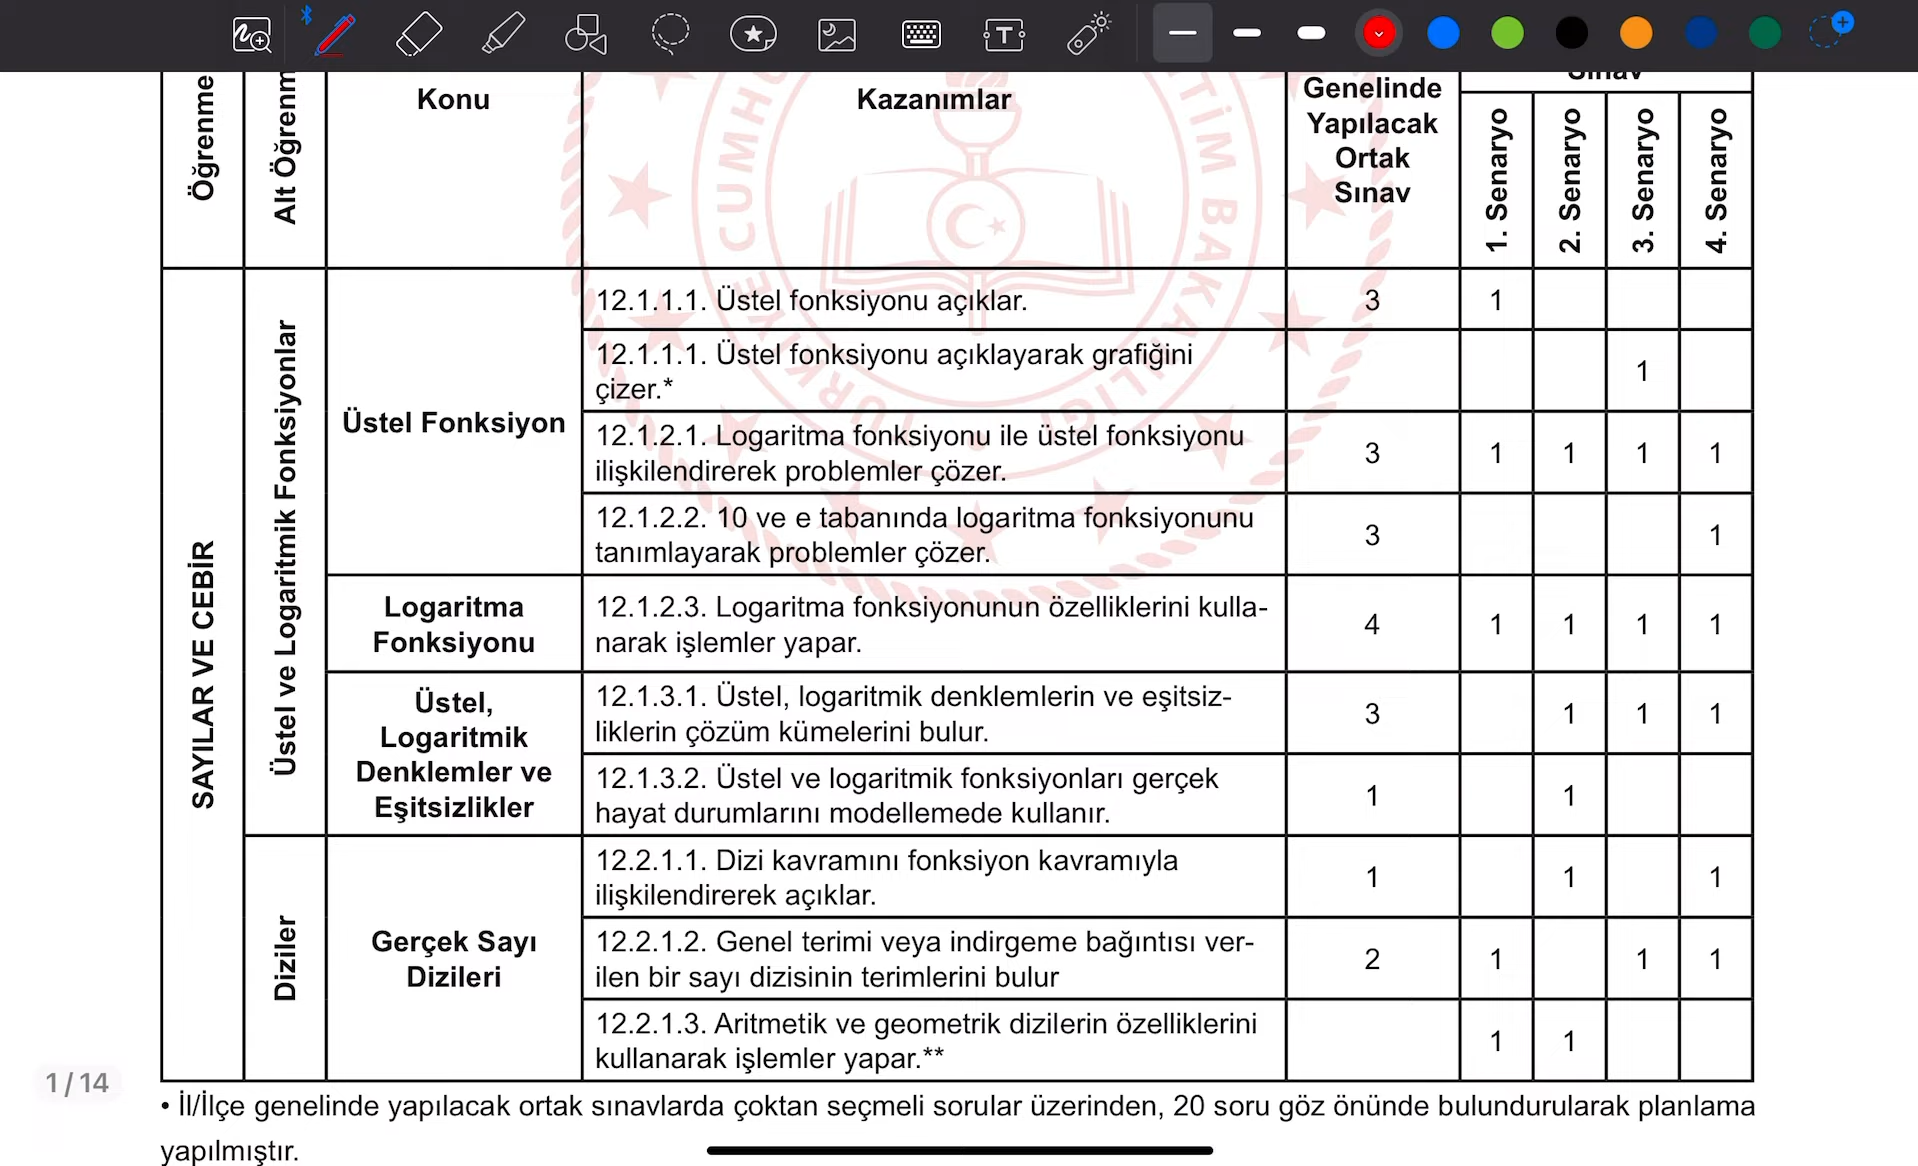 Öğrenme
Alt Öğrenm
Konu
Kazanımlar
Genelinde
Yapılacak
Ortak
Sınav
Sınav
1. Senaryo
2. Senaryo
3. Senaryo
4. Senaryo
SAYILAR VE CEBİR
Üstel ve Logaritmik Fonksiyonlar
Üstel Fonksiyon
12.1.1.1. Üstel fonksiyonu açıklar.
3
1
12.1.1.1. Üstel fonksiyonu açıklayarak grafiğini
çizer.*
1
12.1.2.1. Logaritma fonksiyonu ile üstel fonksiyonu
ilişkilendirerek problemler çözer.
3
1
1
1
1
12.1.2.2. 10 ve e tabanında logaritma fonksiyonunu
tanımlayarak problemler çözer.
3
1
Logaritma
Fonksiyonu
12.1.2.3. Logaritma fonksiyonunun özelliklerini kulla-
narak işlemler yapar.
4
1
1
1
1
Üstel,
Logaritmik
Denklemler ve
Eşitsizlikler
12.1.3.1. Üstel, logaritmik denklemlerin ve eşitsiz-
liklerin çözüm kümelerini bulur.
3
1
1
1
12.1.3.2. Üstel ve logaritmik fonksiyonları gerçek
hayat durumlarını modellemede kullanır.
1
1
Diziler
Gerçek Sayı
Dizileri
12.2.1.1. Dizi kavramını fonksiyon kavramıyla
ilişkilendirerek açıklar.
1
1
1
12.2.1.2. Genel terimi veya indirgeme bağıntısı ver-
ilen bir sayı dizisinin terimlerini bulur
2
1
1
1
12.2.1.3. Aritmetik ve geometrik dizilerin özelliklerini
kullanarak işlemler yapar.**
1
1
1 / 14
• İl/İlçe genelinde yapılacak ortak sınavlarda çoktan seçmeli sorular üzerinden, 20 soru göz önünde bulundurularak planlama
yapılmıştır.